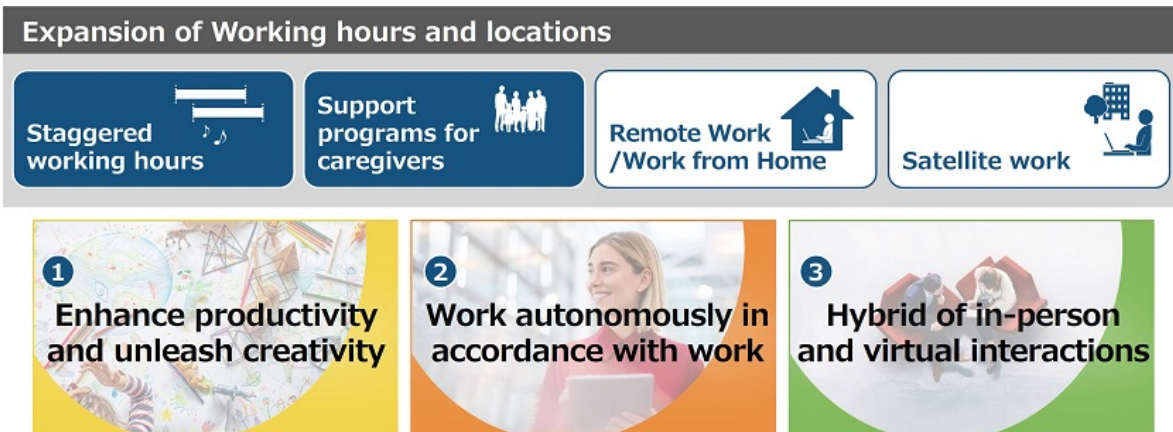 Expansion of Working hours and locations
Staggered
working hours
Support
programs for
caregivers
Remote Work
/Work from Home
Satellite work
1
Enhance productivity
and unleash creativity
2
Work autonomously in
accordance with work
3
Hybrid of in-person
and virtual interactions